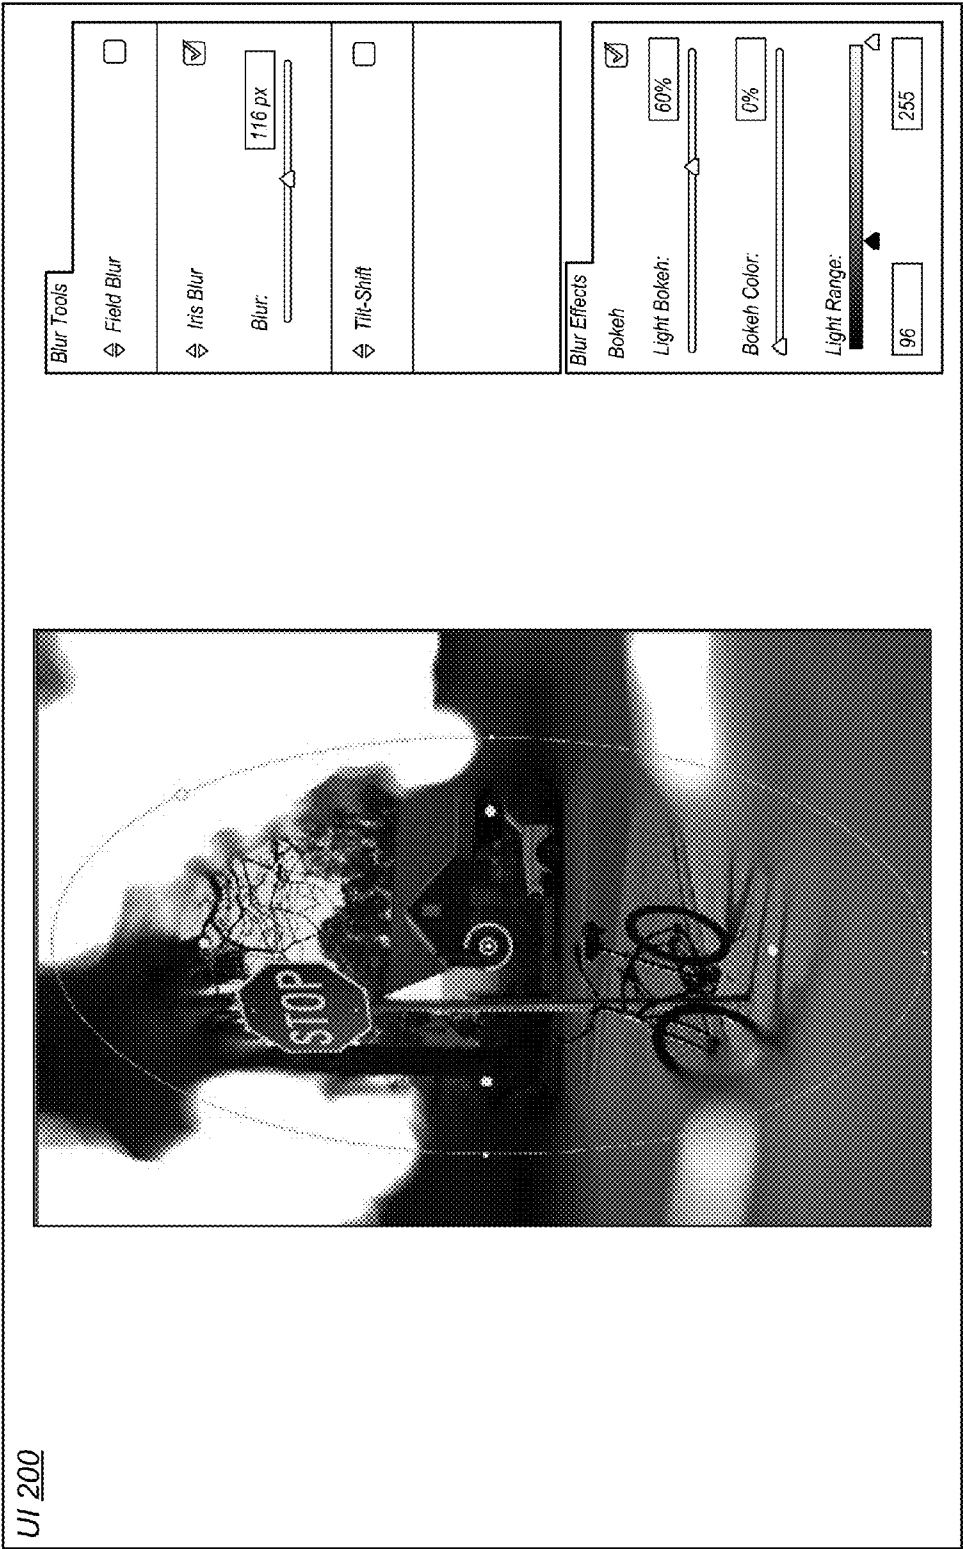 UI 200
STOP
Blur Tools
Field Blur
Iris Blur
Blur:
116 px
Tilt-Shift
Blur Effects
Bokeh
Light Bokeh:
60%
Bokeh Color:
0%
Light Range:
96
255